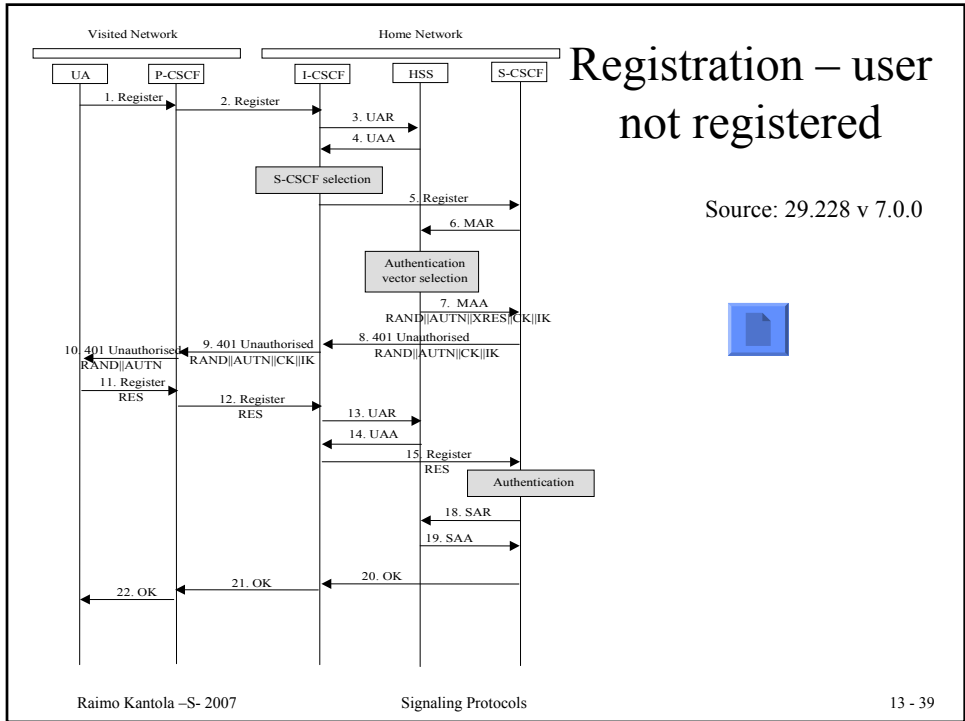 Visited Network
Home Network
UA
P-CSCF
I-CSCF
HSS
S-CSCF
Registration – user
not registered
Source: 29.228 v 7.0.0
1. Register
2. Register
3. UAR
4. UAA
S-CSCF selection
5. Register
6. MAR
Authentication
vector selection
7. MAA
RAND||AUTN||XRES||CK||IK
8. 401 Unauthorised
RAND||AUTN||CK||IK
9. 401 Unauthorised
RAND||AUTN||CK||IK
10. 401 Unauthorised
RAND||AUTN
11. Register
RES
12. Register
RES
13. UAR
14. UAA
15. Register
RES
Authentication
18. SAR
19. SAA
20. OK
21. OK
22. OK
Raimo Kantola –S- 2007
Signaling Protocols
13 - 39